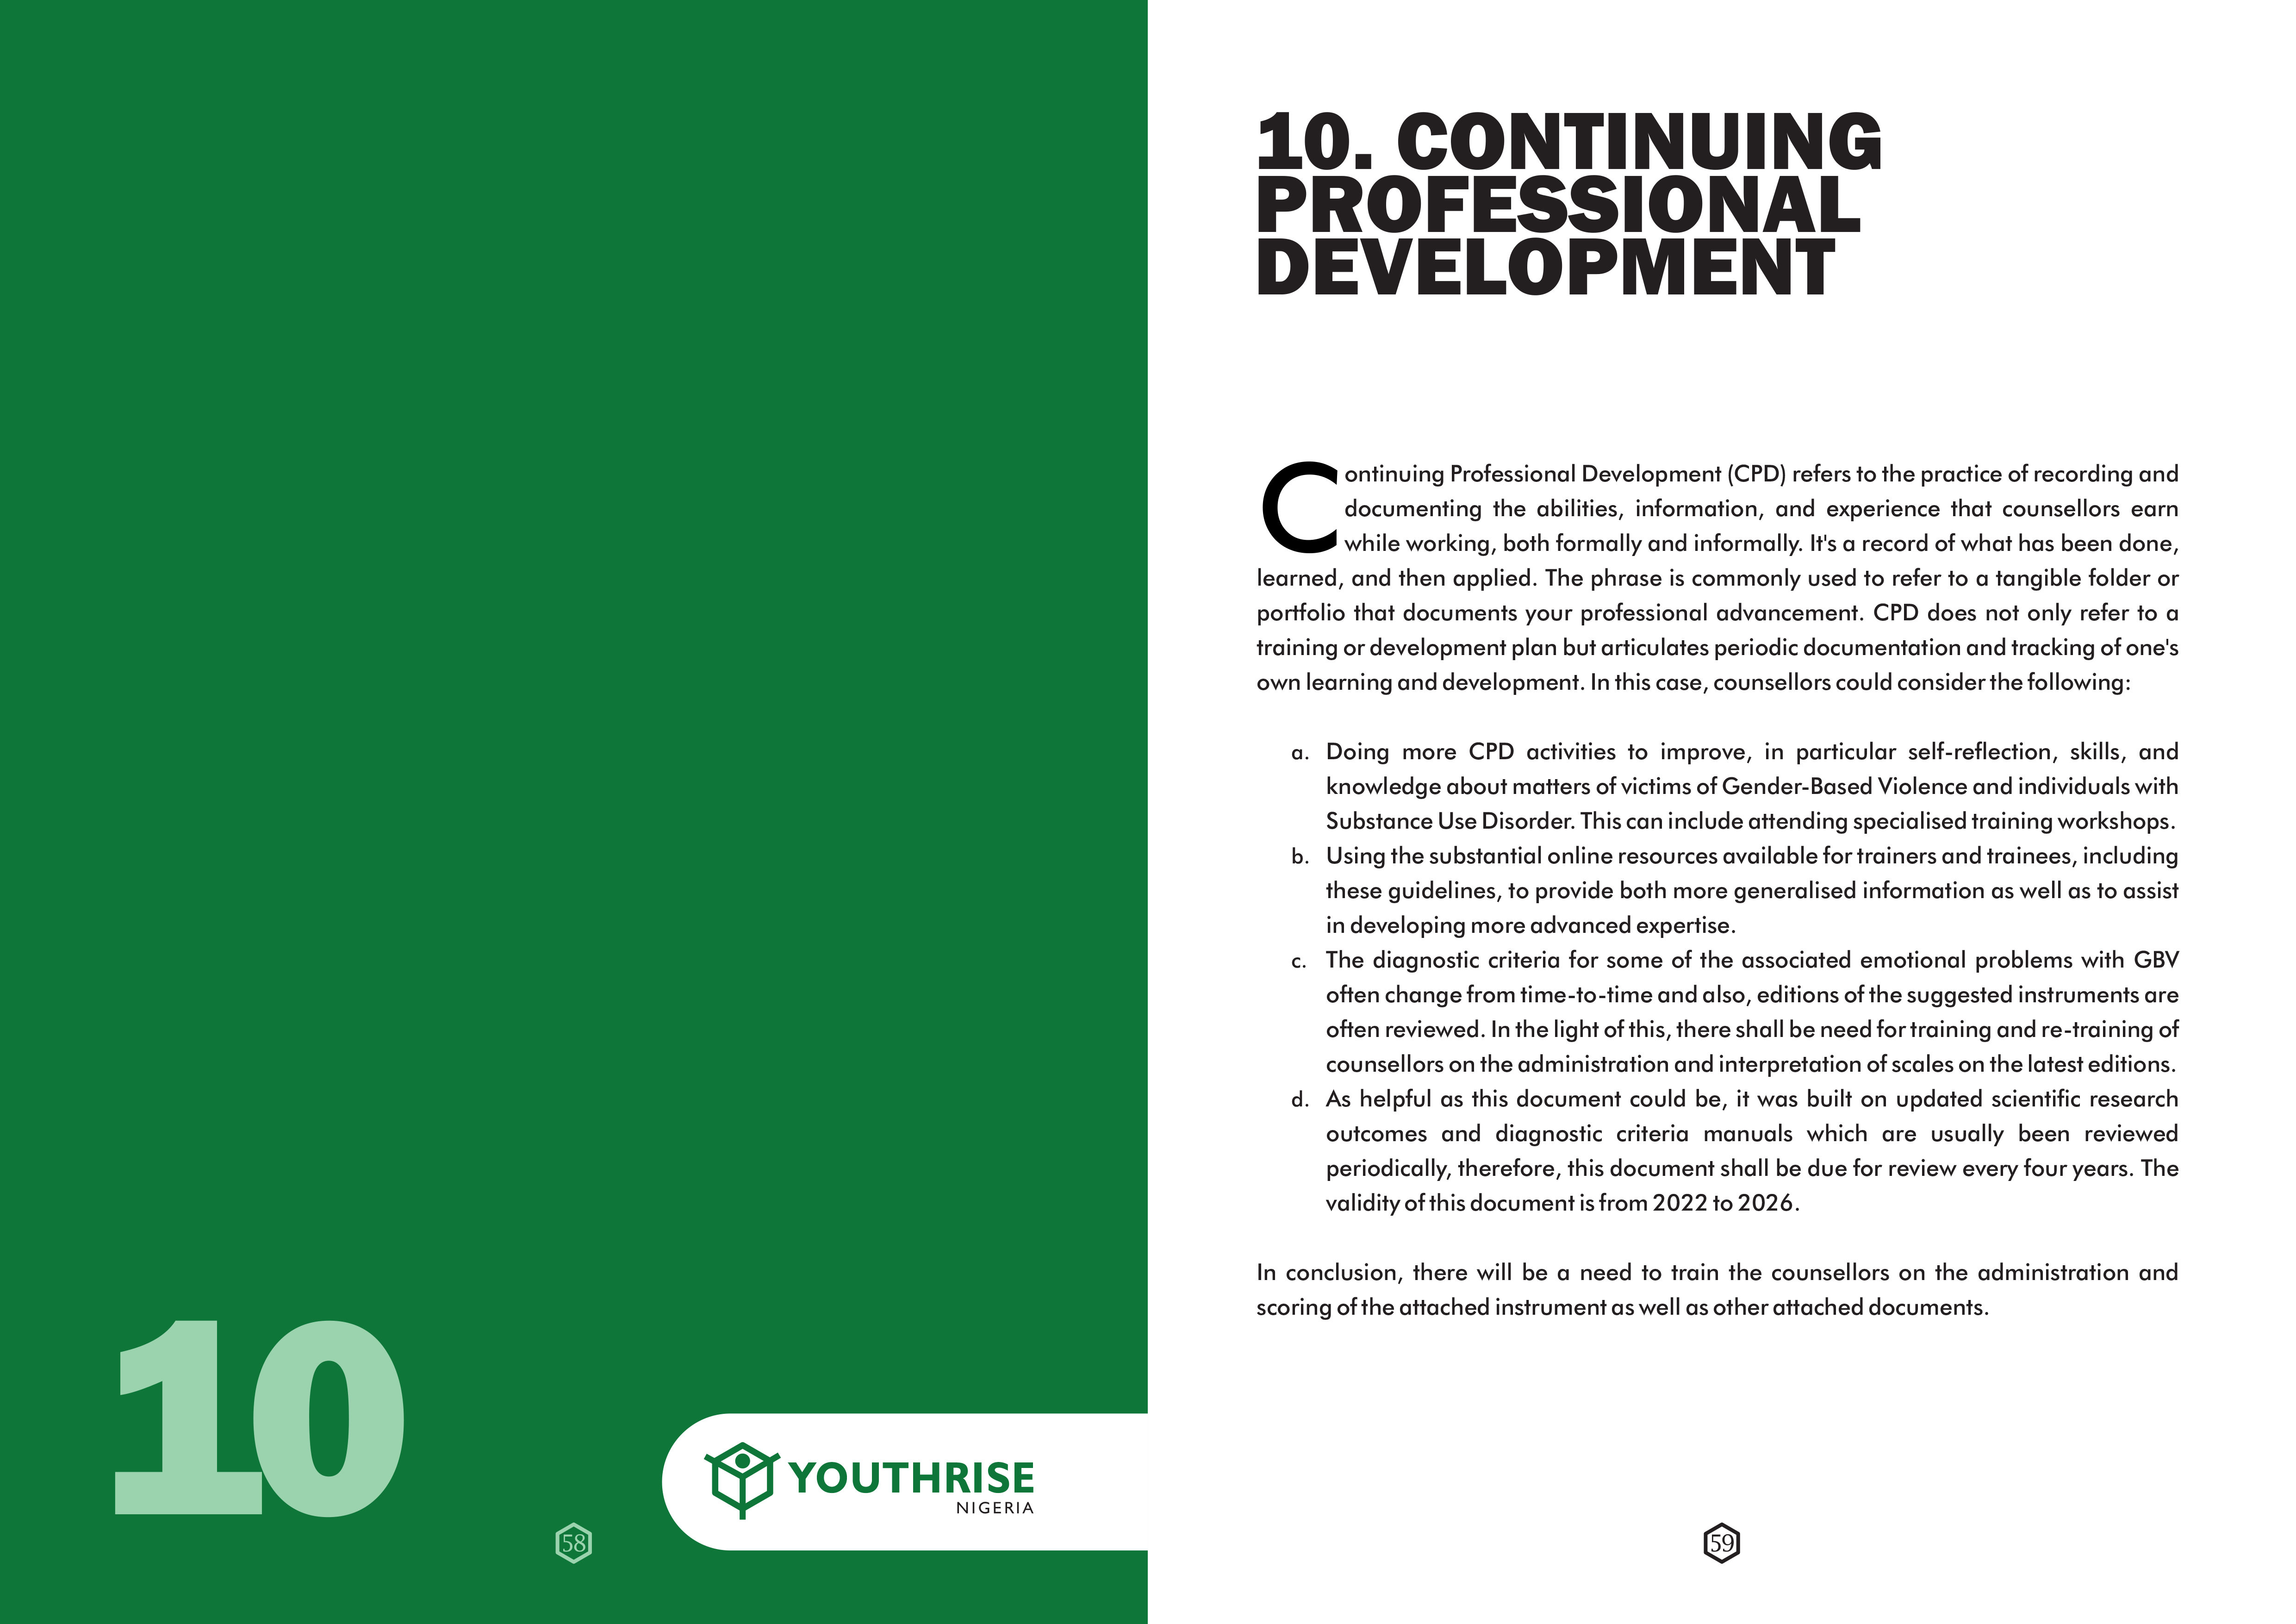 10
58
YOUTHRISE
NIGERIA
10. CONTINUING
PROFESSIONAL
DEVELOPMENT
Continuing Professional Development (CPD) refers to the practice of recording and
documenting the abilities, information, and experience that counsellors earn
while working, both formally and informally. It's a record of what has been done,
learned, and then applied. The phrase is commonly used to refer to a tangible folder or
portfolio that documents your professional advancement. CPD does not only refer to a
training or development plan but articulates periodic documentation and tracking of one's
own learning and development. In this case, counsellors could consider the following:
a. Doing more CPD activities to improve, in particular self-reflection, skills, and
knowledge about matters of victims of Gender-Based Violence and individuals with
Substance Use Disorder. This can include attending specialised training workshops.
b. Using the substantial online resources available for trainers and trainees, including
these guidelines, to provide both more generalised information as well as to assist
in developing more advanced expertise.
c. The diagnostic criteria for some of the associated emotional problems with GBV
often change from time-to-time and also, editions of the suggested instruments are
often reviewed. In the light of this, there shall be need for training and re-training of
counsellors on the administration and interpretation of scales on the latest editions.
d. As helpful as this document could be, it was built on updated scientific research
outcomes and diagnostic criteria manuals which are usually been reviewed
periodically, therefore, this document shall be due for review every four years. The
validity of this document is from 2022 to 2026.
In conclusion, there will be a need to train the counsellors on the administration and
scoring of the attached instrument as well as other attached documents.
59